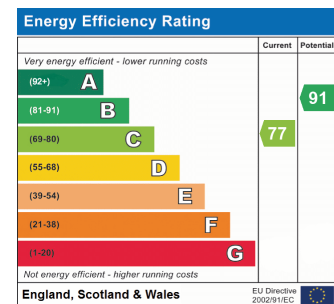 Energy Efficiency Rating
Current Potential
Very energy efficient - lower running costs
(92+) A
(81-91) B
91
(69-80) C
77
(55-68) D
(39-54) E
(21-38) F
(1-20) G
Not energy efficient - higher running costs
England, Scotland & Wales
EU Directive
2002/91/EC